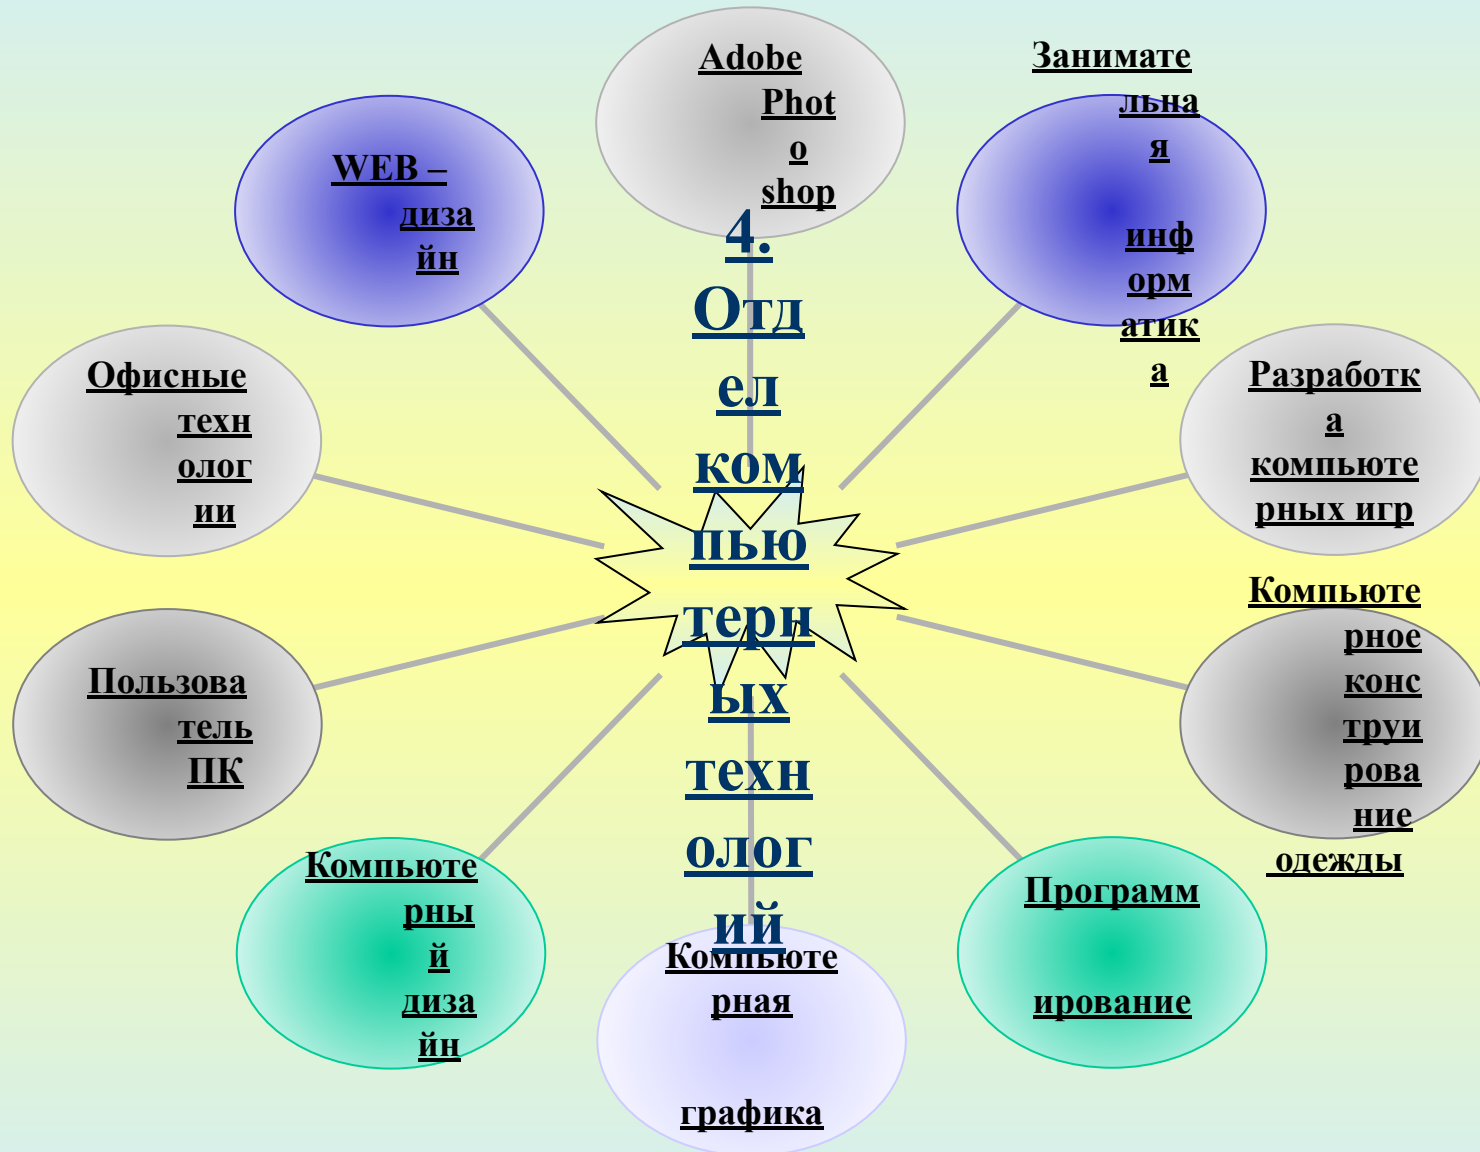 Adobe
Phot
o
shop
Занимате
льна
я
инф
орм
атик
а
WEB –
диза
йн
Разработк
а
компьюте
рных игр
Офисные
техн
олог
ии
4.
Отд
ел
ком
пью
терн
ых
техн
олог
ий
Компьюте
рное
конс
труи
рова
ние
одежды
Пользова
тель
ПК
Программ
ирование
Компьюте
рны
й
диза
йн
Компьюте
рная
графика